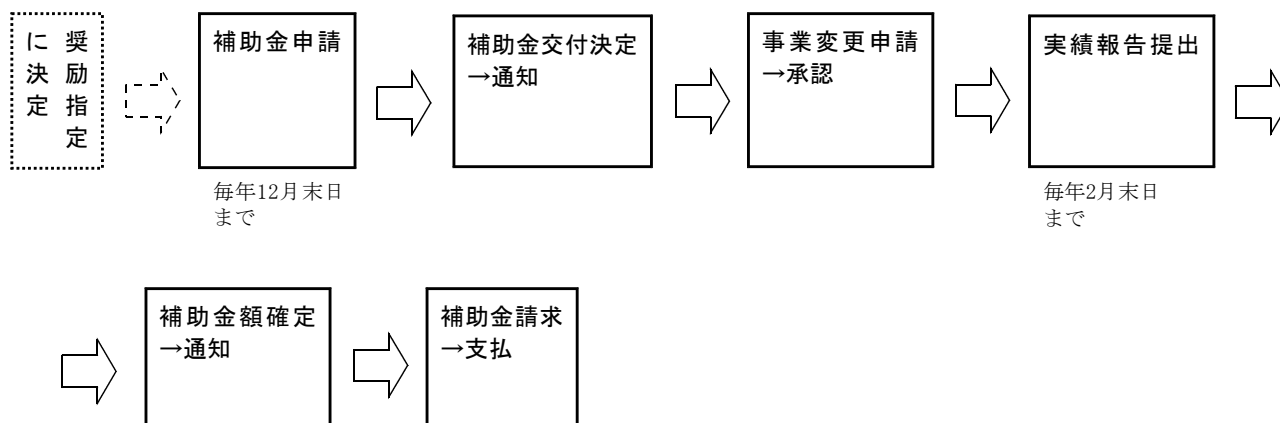 奨励指定
に決定
補助金申請
毎年12月末日
まで
補助金交付決定
→通知
事業変更申請
→承認
実績報告提出
毎年2月末日
まで
補助金額確定
→通知
補助金請求
→支払